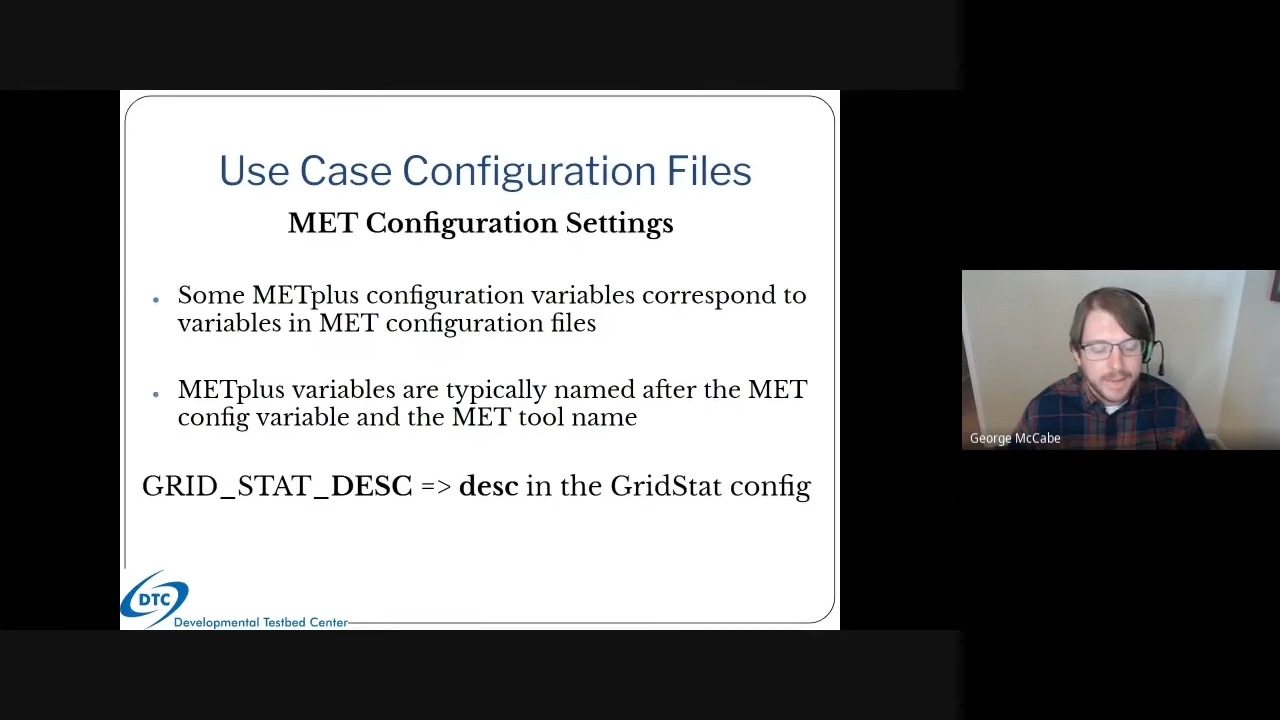 Use Case Configuration Files
MET Configuration Settings
• Some METplus configuration variables correspond to
variables in MET configuration files
• METplus variables are typically named after the MET
config variable and the MET tool name
GRID_STAT_DESC => desc in the GridStat config
DTC
Developmental Testbed Center
George McCabe